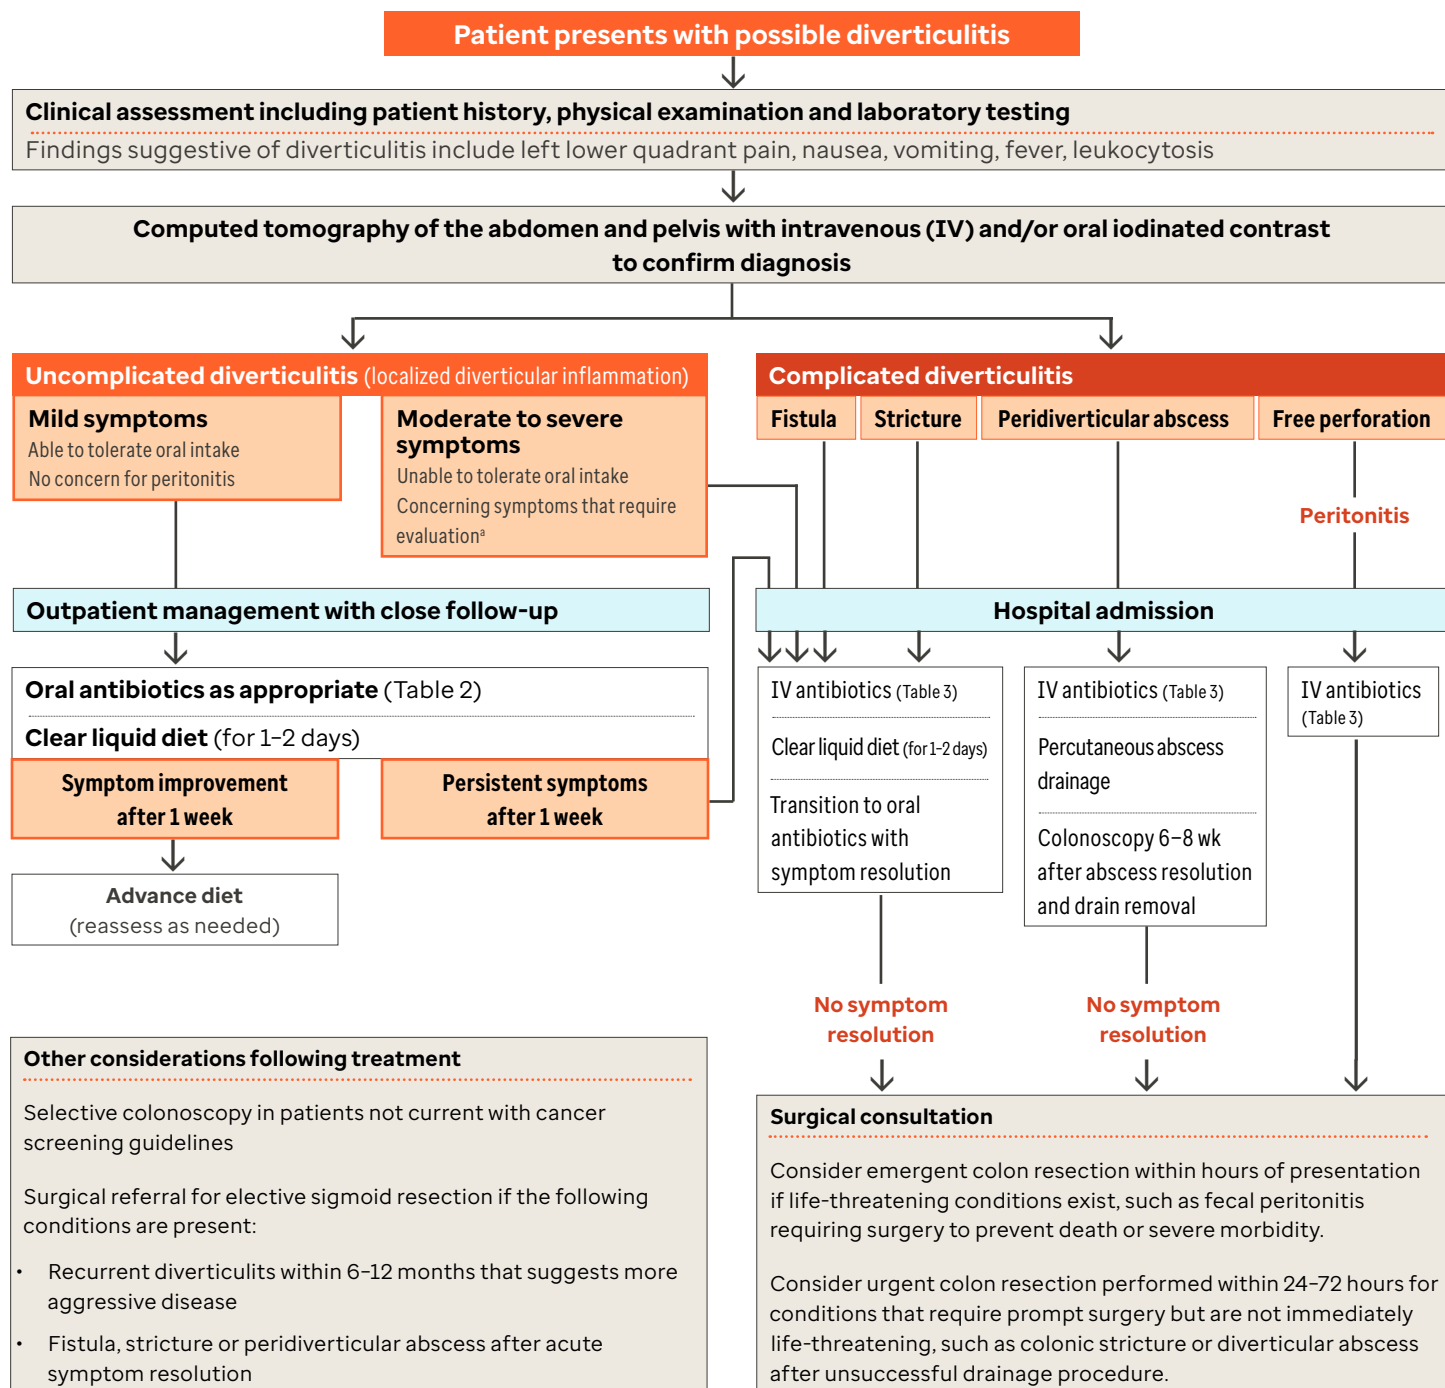 Patient presents with possible diverticulitis
Clinical assessment including patient history, physical examination and laboratory testing
Findings suggestive of diverticulitis include left lower quadrant pain, nausea, vomiting, fever, leukocytosis
Computed tomography of the abdomen and pelvis with intravenous (IV) and/or oral iodinated contrast
to confirm diagnosis
Uncomplicated diverticulitis (localized diverticular inflammation)
Mild symptoms
Able to tolerate oral intake
No concern for peritonitis
Moderate to severe
symptoms
Unable to tolerate oral intake
Concerning symptoms that require
evaluationᵃ
Complicated diverticulitis
Fistula
Stricture
Peridiverticular abscess
Free perforation
Peritonitis
Outpatient management with close follow-up
Hospital admission
Oral antibiotics as appropriate (Table 2)
Clear liquid diet (for 1–2 days)
Symptom improvement
after 1 week
Persistent symptoms
after 1 week
Advance diet
(reassess as needed)
IV antibiotics (Table 3)
Clear liquid diet (for 1–2 days)
Transition to oral
antibiotics with
symptom resolution
IV antibiotics (Table 3)
Percutaneous abscess
drainage
Colonoscopy 6–8 wk
after abscess resolution
and drain removal
IV antibiotics
(Table 3)
No symptom
resolution
No symptom
resolution
Other considerations following treatment
Selective colonoscopy in patients not current with cancer
screening guidelines
Surgical referral for elective sigmoid resection if the following
conditions are present:
• Recurrent diverticulits within 6–12 months that suggests more
aggressive disease
• Fistula, stricture or peridiverticular abscess after acute
symptom resolution
Surgical consultation
Consider emergent colon resection within hours of presentation
if life-threatening conditions exist, such as fecal peritonitis
requiring surgery to prevent death or severe morbidity.
Consider urgent colon resection performed within 24–72 hours for
conditions that require prompt surgery but are not immediately
life-threatening, such as colonic stricture or diverticular abscess
after unsuccessful drainage procedure.